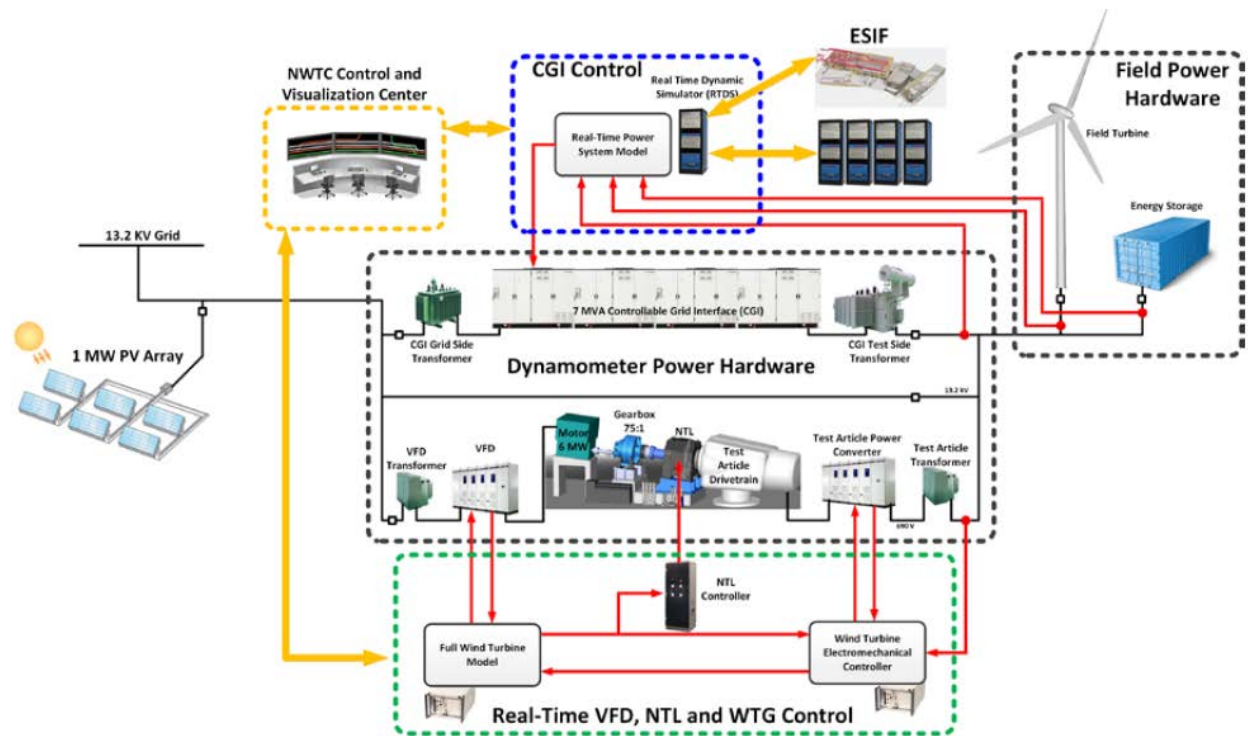 ESIF
CGI Control
Real Time Dynamic
Simulator (RTDS)
NWTC Control and
Visualization Center
Field Power
Hardware
Real-Time Power
System Model
Field Turbine
Energy Storage
13.2 KV Grid
7 MVA Controllable Grid Interface (CGI)
CGI Grid Side
Transformer
CGI Test Side
Transformer
1 MW PV Array
Dynamometer Power Hardware
13.2 kV
Gearbox
75:1
NTL
Motor
6 MW
Test
Article
Drivetrain
VFD
Transformer
VFD
Test Article Power
Converter
Test Article
Transformer
690 V
NTL
Controller
Full Wind Turbine
Model
Wind Turbine
Electromechanical
Controller
Real-Time VFD, NTL and WTG Control